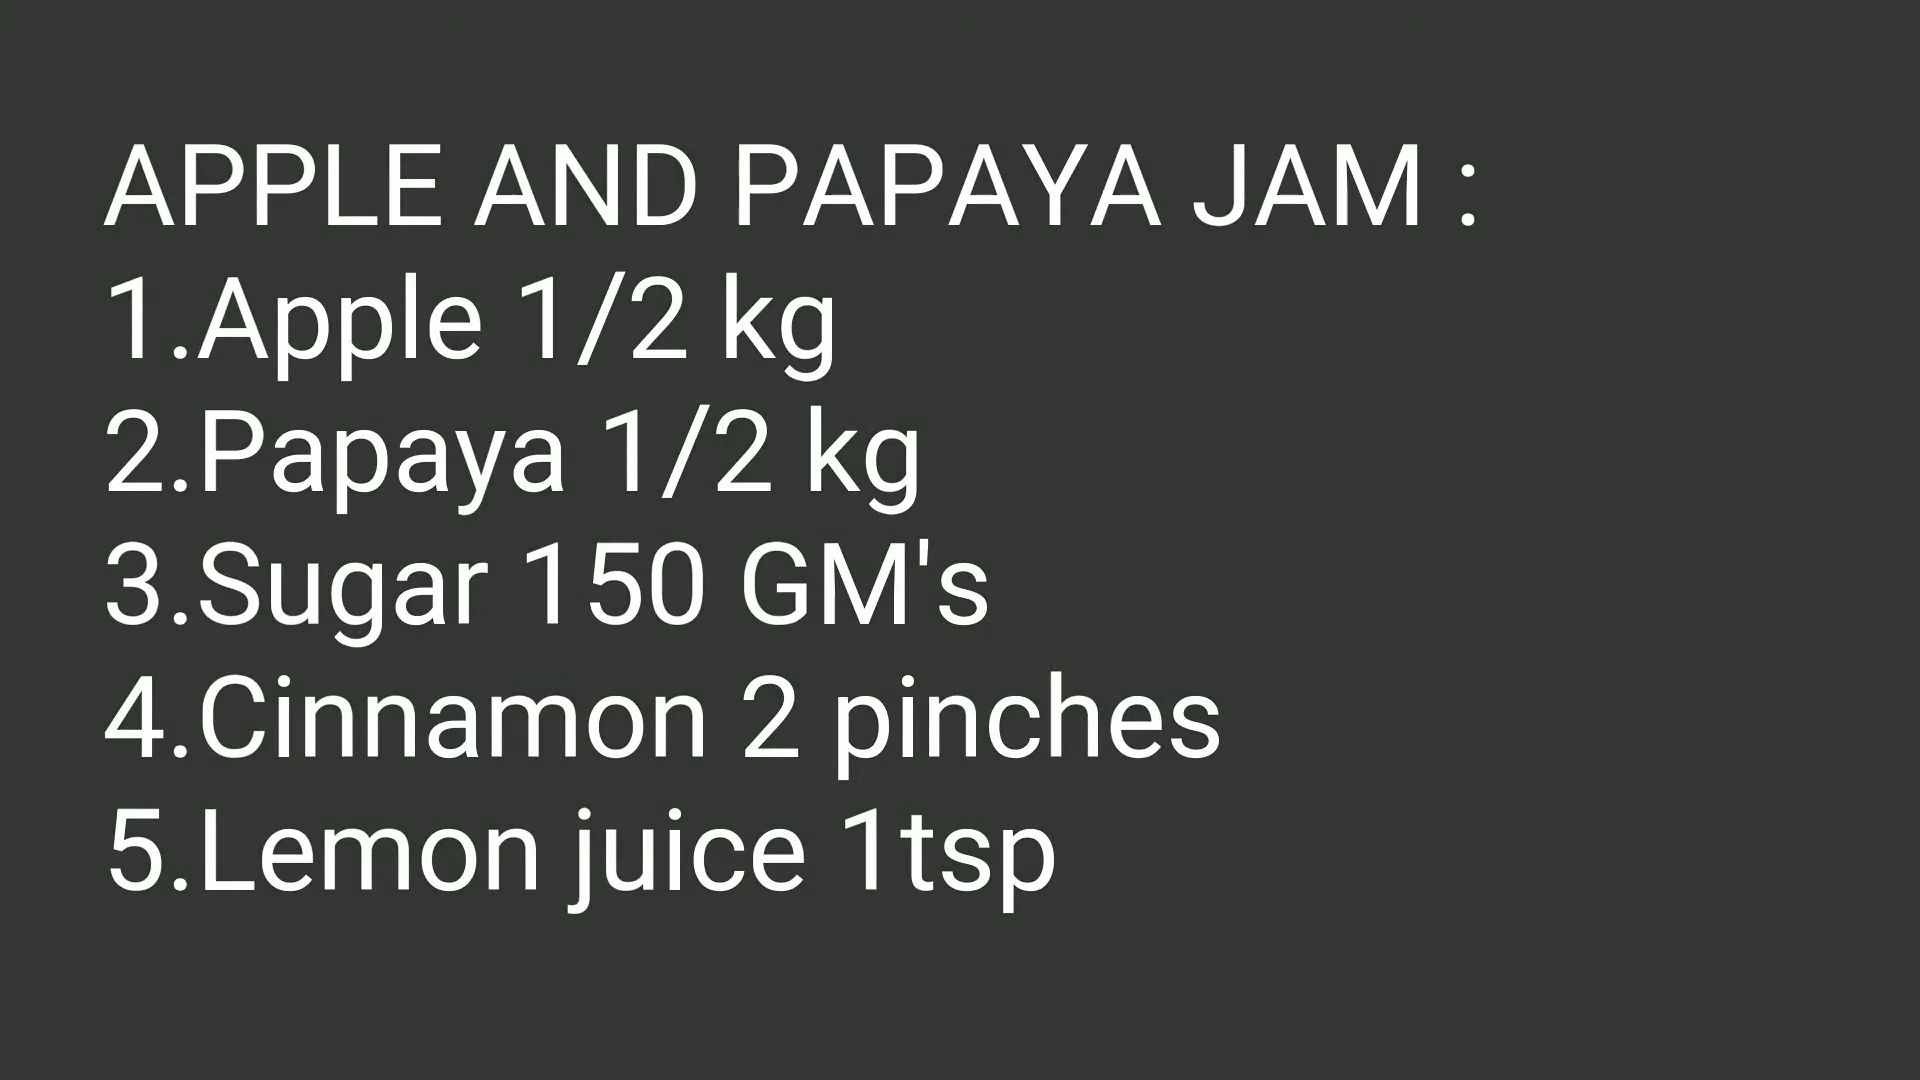 APPLE AND PAPAYA JAM :
1.Apple 1/2 kg
2.Papaya 1/2 kg
3.Sugar 150 GM's
4.Cinnamon 2 pinches
5.Lemon juice 1tsp